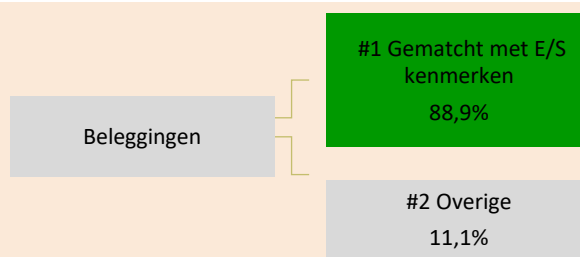 Beleggingen
#1 Gematcht met E/S
kenmerken
88,9%
#2 Overige
11,1%